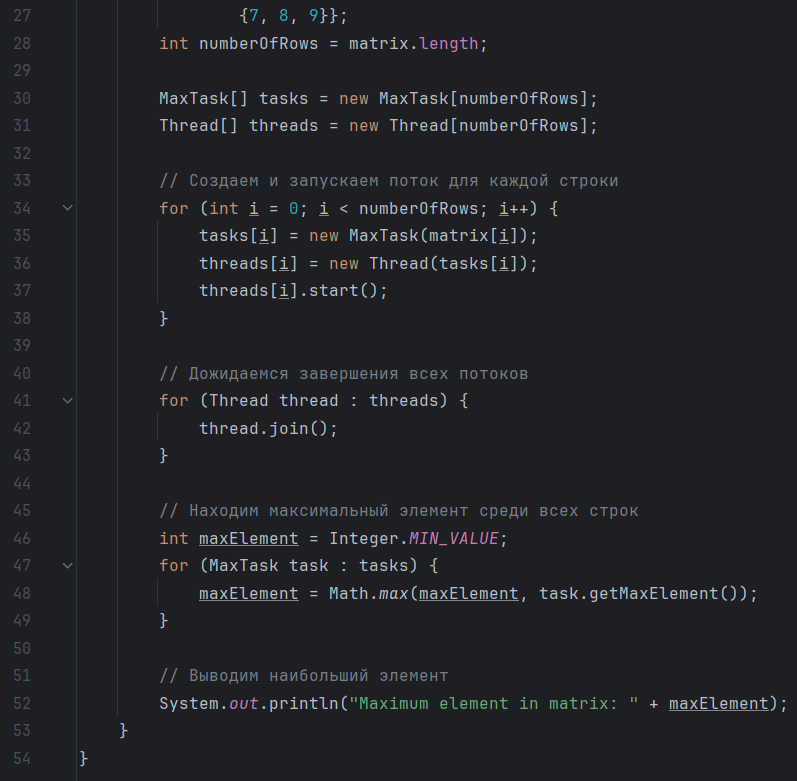 27                     {7, 8, 9}};
28             int numberOfRows = matrix.length;
29
30             MaxTask[] tasks = new MaxTask[numberOfRows];
31             Thread[] threads = new Thread[numberOfRows];
32
33             // Создаем и запускаем поток для каждой строки
34             for (int i = 0; i < numberOfRows; i++) {
35                 tasks[i] = new MaxTask(matrix[i]);
36                 threads[i] = new Thread(tasks[i]);
37                 threads[i].start();
38             }
39
40             // Дожидаемся завершения всех потоков
41             for (Thread thread : threads) {
42                 thread.join();
43             }
44
45             // Находим максимальный элемент среди всех строк
46             int maxElement = Integer.MIN_VALUE;
47             for (MaxTask task : tasks) {
48                 maxElement = Math.max(maxElement, task.getMaxElement());
49             }
50
51             // Выводим наибольший элемент
52             System.out.println("Maximum element in matrix: " + maxElement);
53         }
54     }